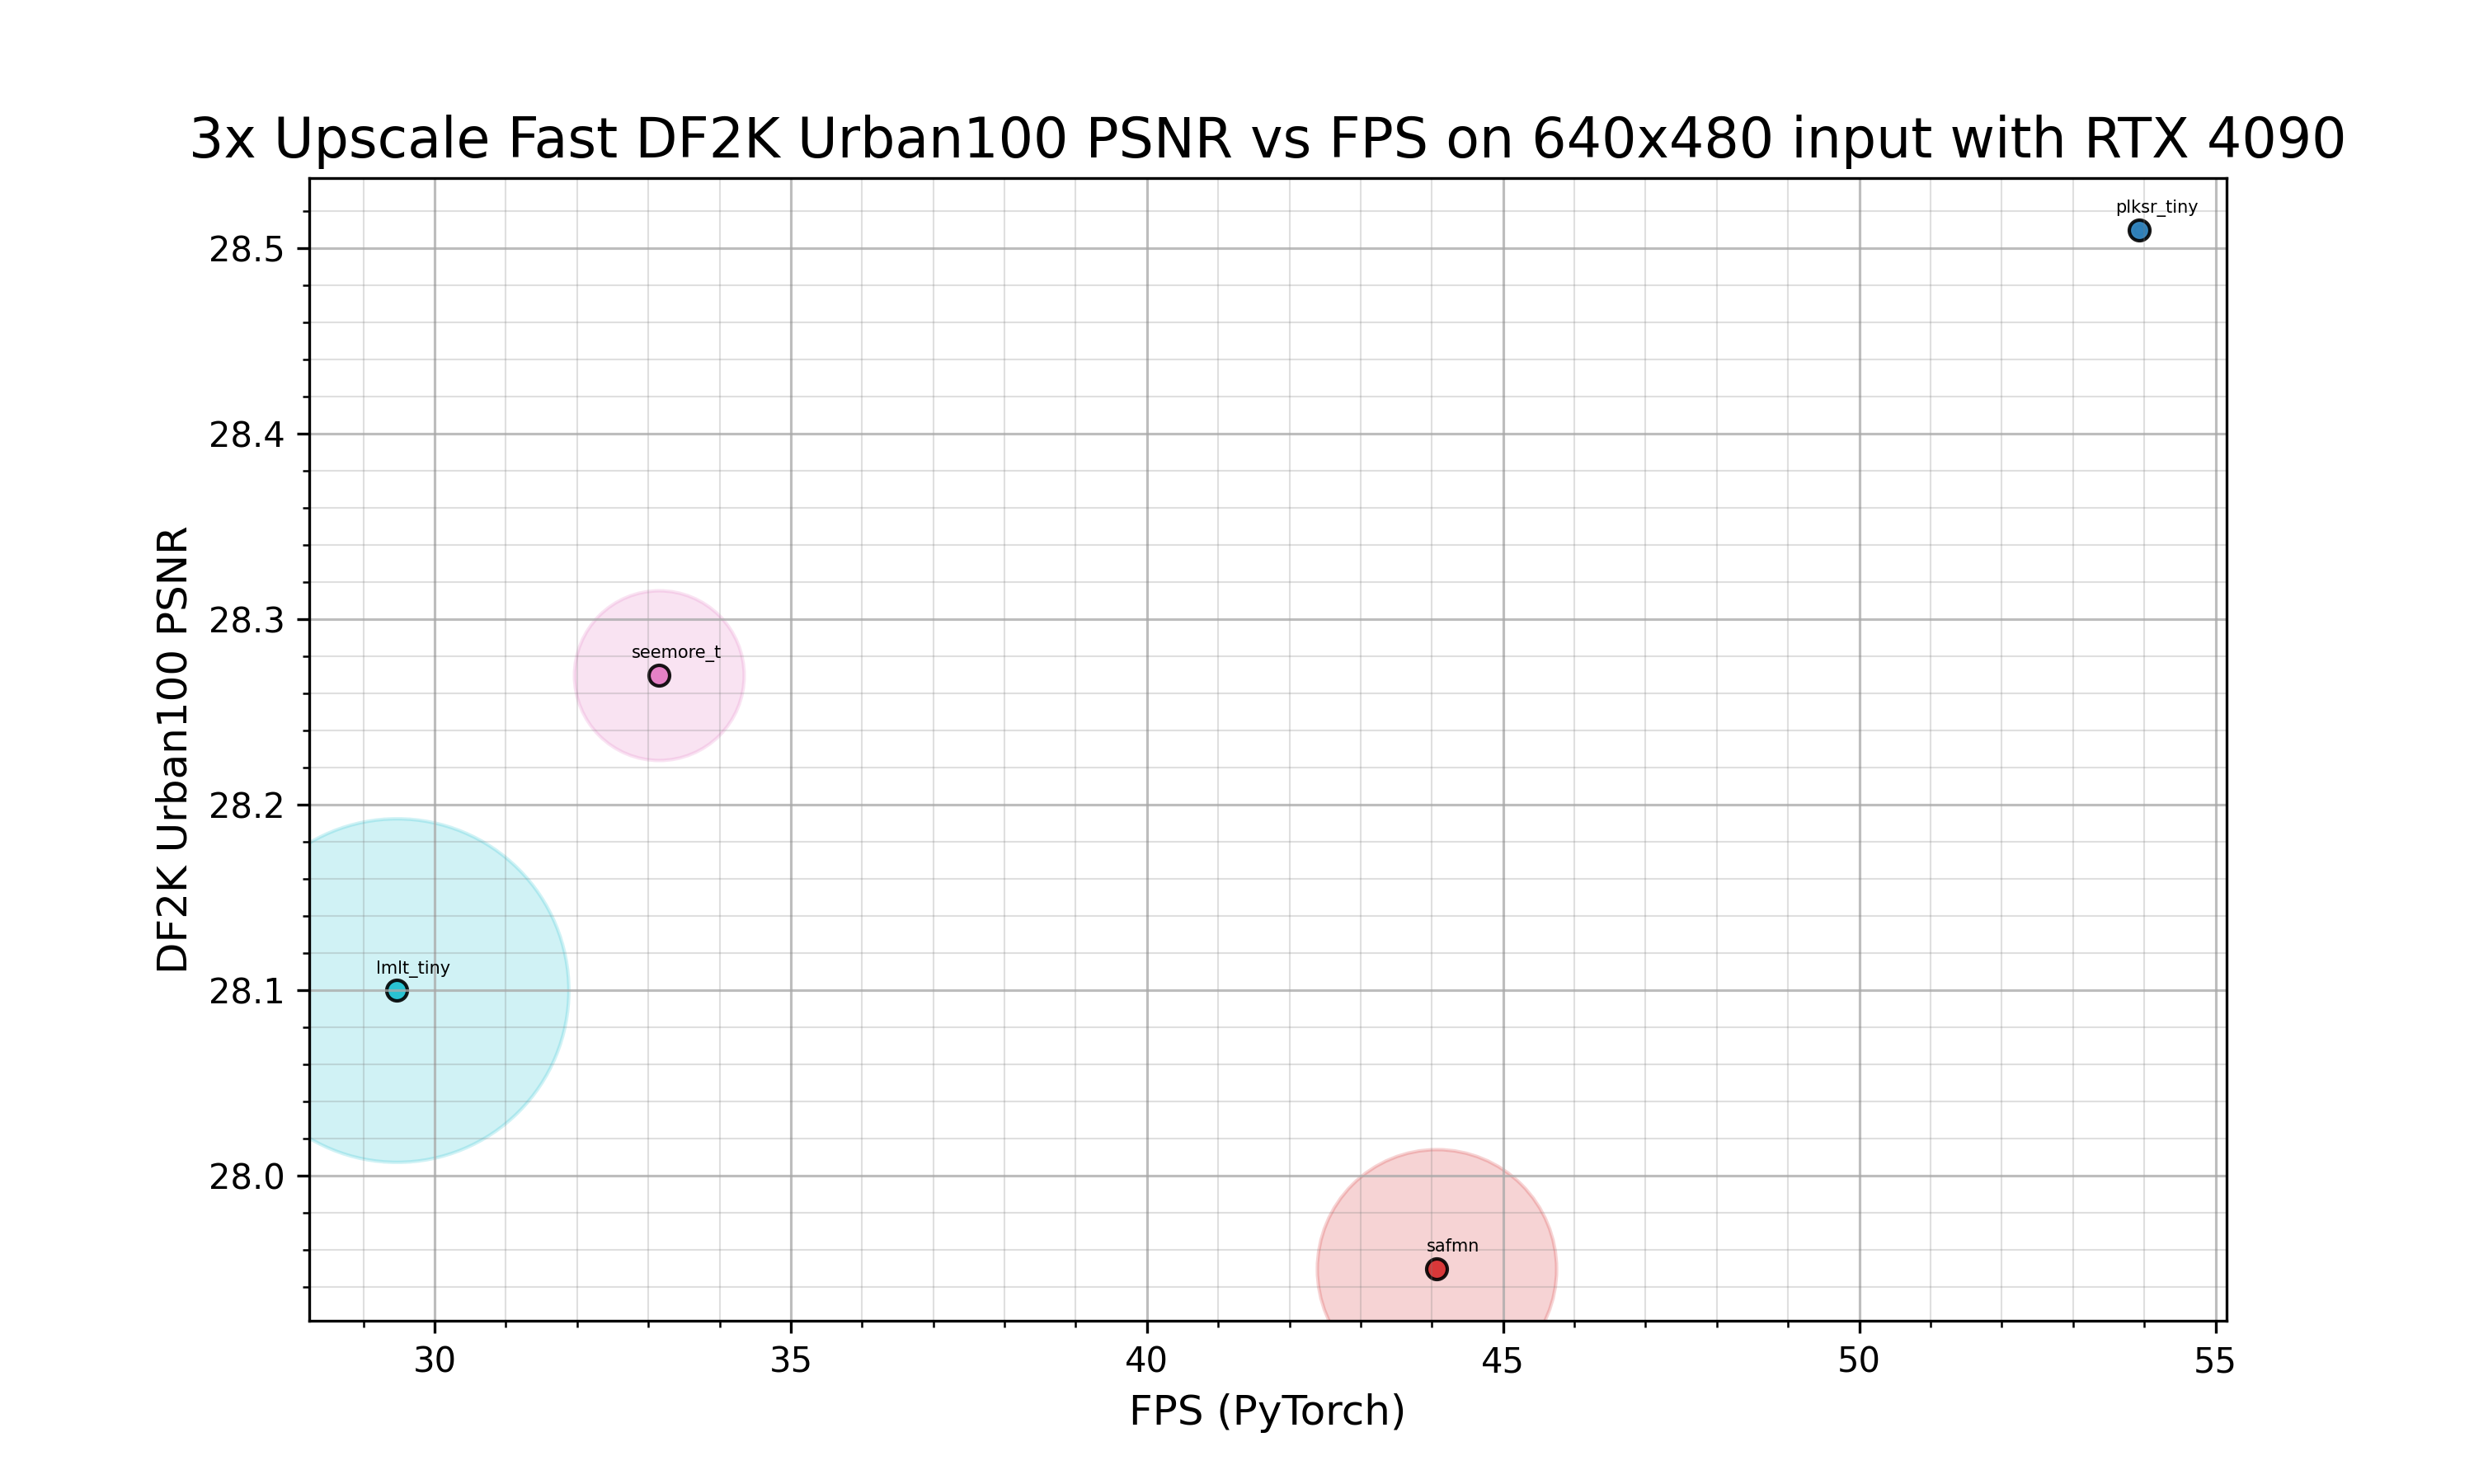 3x Upscale Fast DF2K Urban100 PSNR vs FPS on 640x480 input with RTX 4090
plksr_tiny
28.5
28.4
28.3
seemore_t
28.2
lmlt_tiny
28.1
28.0
safmn
DF2K Urban100 PSNR
30 35 40 45 50 55
FPS (PyTorch)